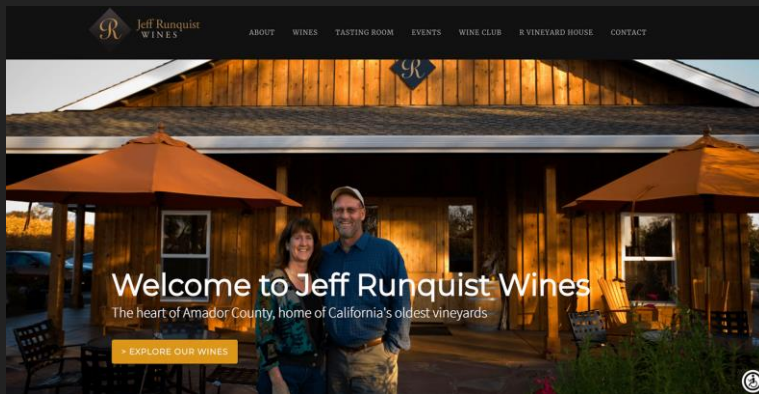 R
Jeff Runquist
WINES
ABOUT
WINES
TASTING ROOM
EVENTS
WINE CLUB
R VINEYARD HOUSE
CONTACT
R
Welcome to Jeff Runquist Wines
The heart of Amador County, home of California's oldest vineyards
> EXPLORE OUR WINES